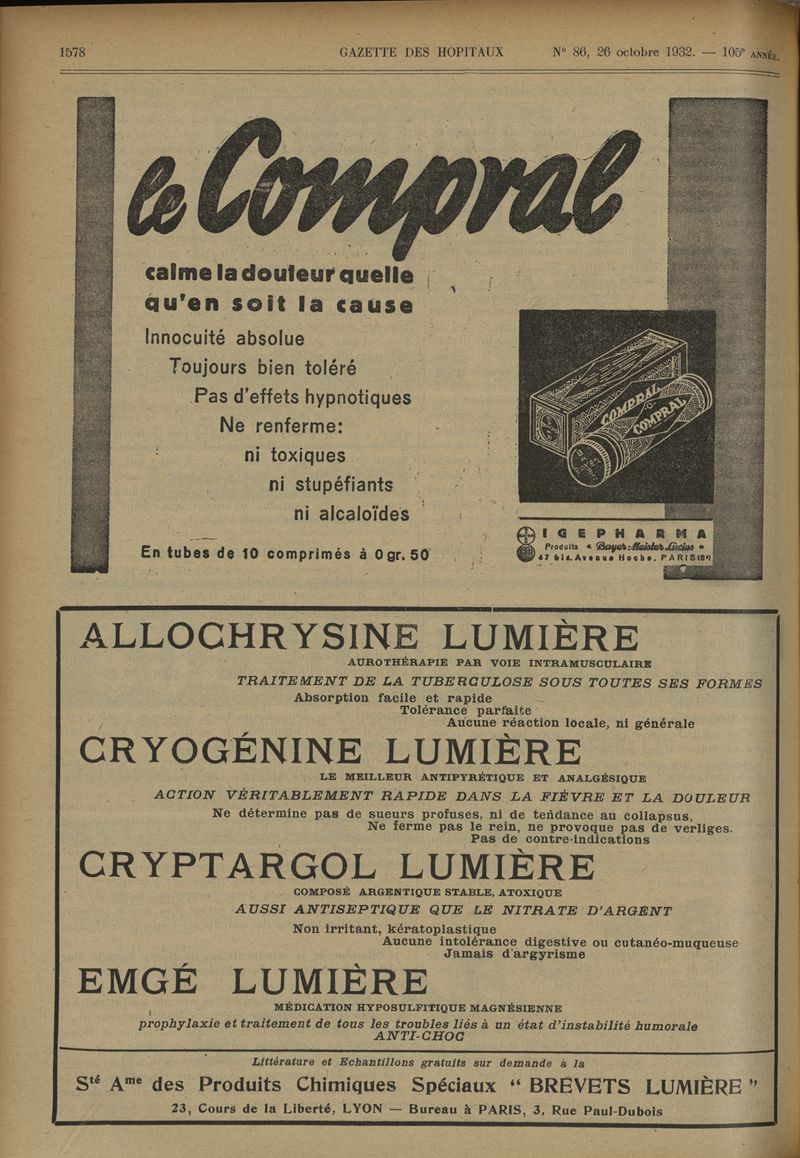 1578
GAZETTE DES HOPITAUX
N° 86, 26 octobre 1932. — 105e ANNÉE.
le Compral
calme la douleur quelle
qu'en soit la cause
Innocuité absolue
Toujours bien toléré
Pas d'effets hypnotiques
Ne renferme:
ni toxiques
ni stupéfiants
ni alcaloïdes
En tubes de 10 comprimés à 0 gr. 50
COMPRAL
COMPRAL
BAYER
IGEPHARMA
Produits « Bayer-Meister Lucius »
47 bis. Avenue Hoche. PARIS (8e)
ALLOCHRYSINE LUMIÈRE
AUROTHÉRAPIE PAR VOIE INTRAMUSCULAIRE
TRAITEMENT DE LA TUBERCULOSE SOUS TOUTES SES FORMES
Absorption facile et rapide
Tolérance parfaite
Aucune réaction locale, ni générale
CRYOGÉNINE LUMIÈRE
LE MEILLEUR ANTIPYRÉTIQUE ET ANALGÉSIQUE
ACTION VÉRITABLEMENT RAPIDE DANS LA FIÈVRE ET LA DOULEUR
Ne détermine pas de sueurs profuses, ni de tendance au collapsus.
Ne ferme pas le rein, ne provoque pas de vertiges.
Pas de contre-indications
CRYPTARGOL LUMIÈRE
COMPOSÉ ARGENTIQUE STABLE, ATOXIQUE
AUSSI ANTISEPTIQUE QUE LE NITRATE D'ARGENT
Non irritant, kératoplastique
Aucune intolérance digestive ou cutanéo-muqueuse
Jamais d'argyrisme
EMGÉ LUMIÈRE
MÉDICATION HYPOSULFITIQUE MAGNÉSIENNE
prophylaxie et traitement de tous les troubles liés à un état d'instabilité humorale
ANTI-CHOC
Littérature et Echantillons gratuits sur demande à la
Sté Ame des Produits Chimiques Spéciaux “ BREVETS LUMIÈRE ”
23, Cours de la Liberté, LYON — Bureau à PARIS, 3, Rue Paul-Dubois